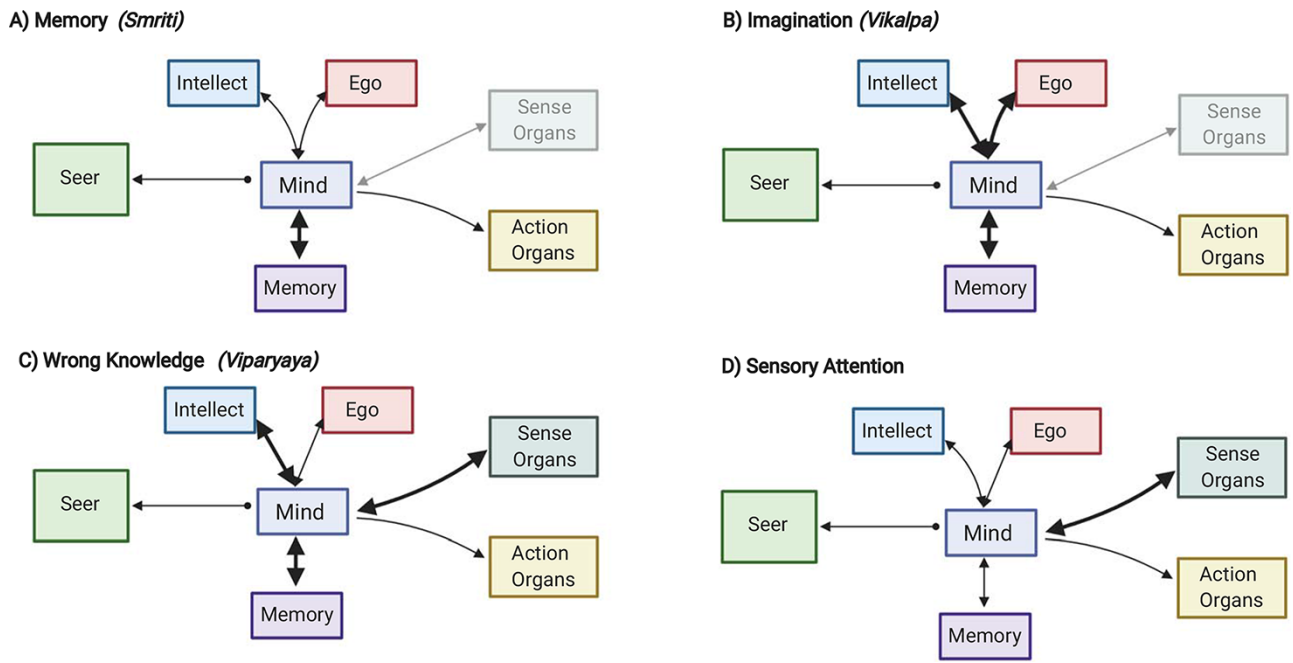 A) Memory (Smriti)
Intellect
Ego
Sense
Organs
Seer
Mind
Action
Organs
Memory
B) Imagination (Vikalpa)
Intellect
Ego
Sense
Organs
Seer
Mind
Action
Organs
Memory
C) Wrong Knowledge (Viparyaya)
Intellect
Ego
Sense
Organs
Seer
Mind
Action
Organs
Memory
D) Sensory Attention
Intellect
Ego
Sense
Organs
Seer
Mind
Action
Organs
Memory